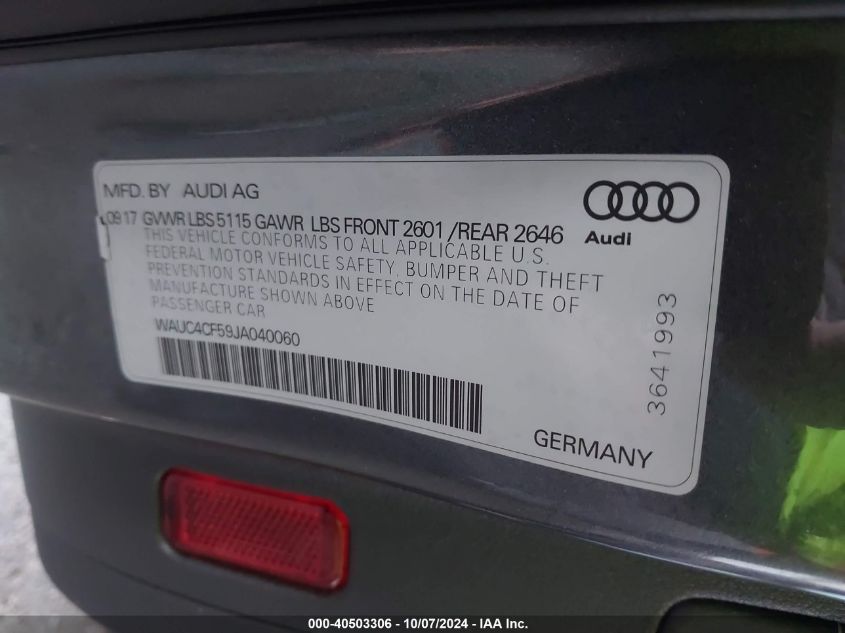 MFD. BY AUDI AG
09 17 GVWR LBS 5115 GAWR LBS FRONT 2601 /REAR 2646
THIS VEHICLE CONFORMS TO ALL APPLICABLE U.S.
FEDERAL MOTOR VEHICLE SAFETY, BUMPER AND THEFT
PREVENTION STANDARDS IN EFFECT ON THE DATE OF
MANUFACTURE SHOWN ABOVE
PASSENGER CAR
WAUC4CF59JA040060
Audi
3641993
GERMANY
000-40503306 - 10/07/2024 - IAAI Inc.